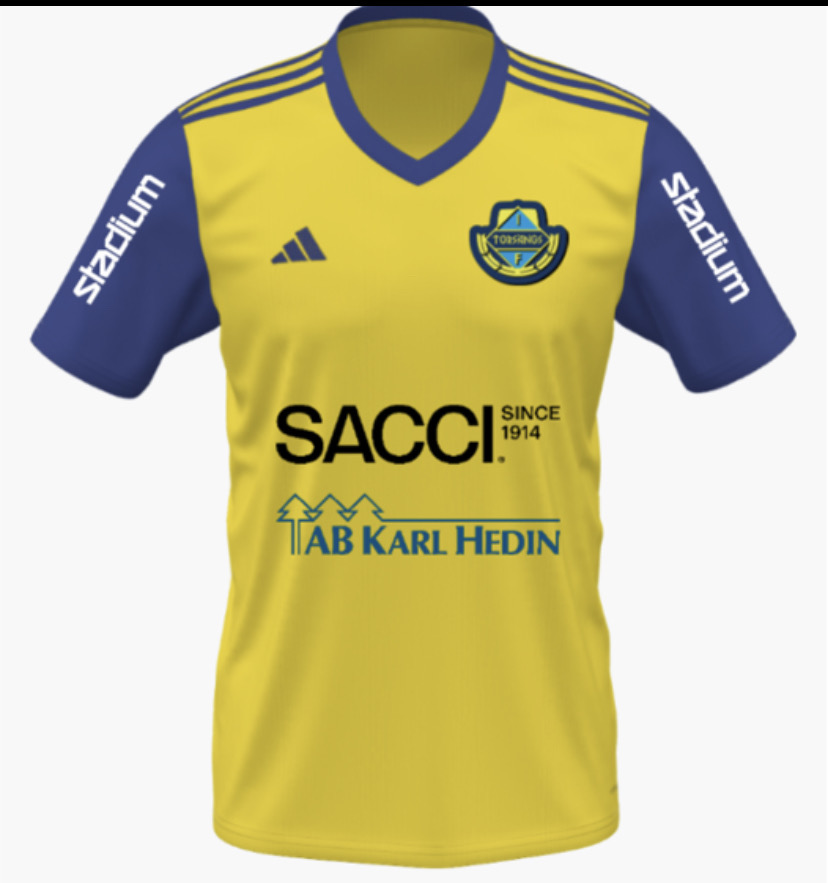 stadium
stadium
I
TORSÅNGS
F
SACCI.
SINCE
1914
AB KARL HEDIN